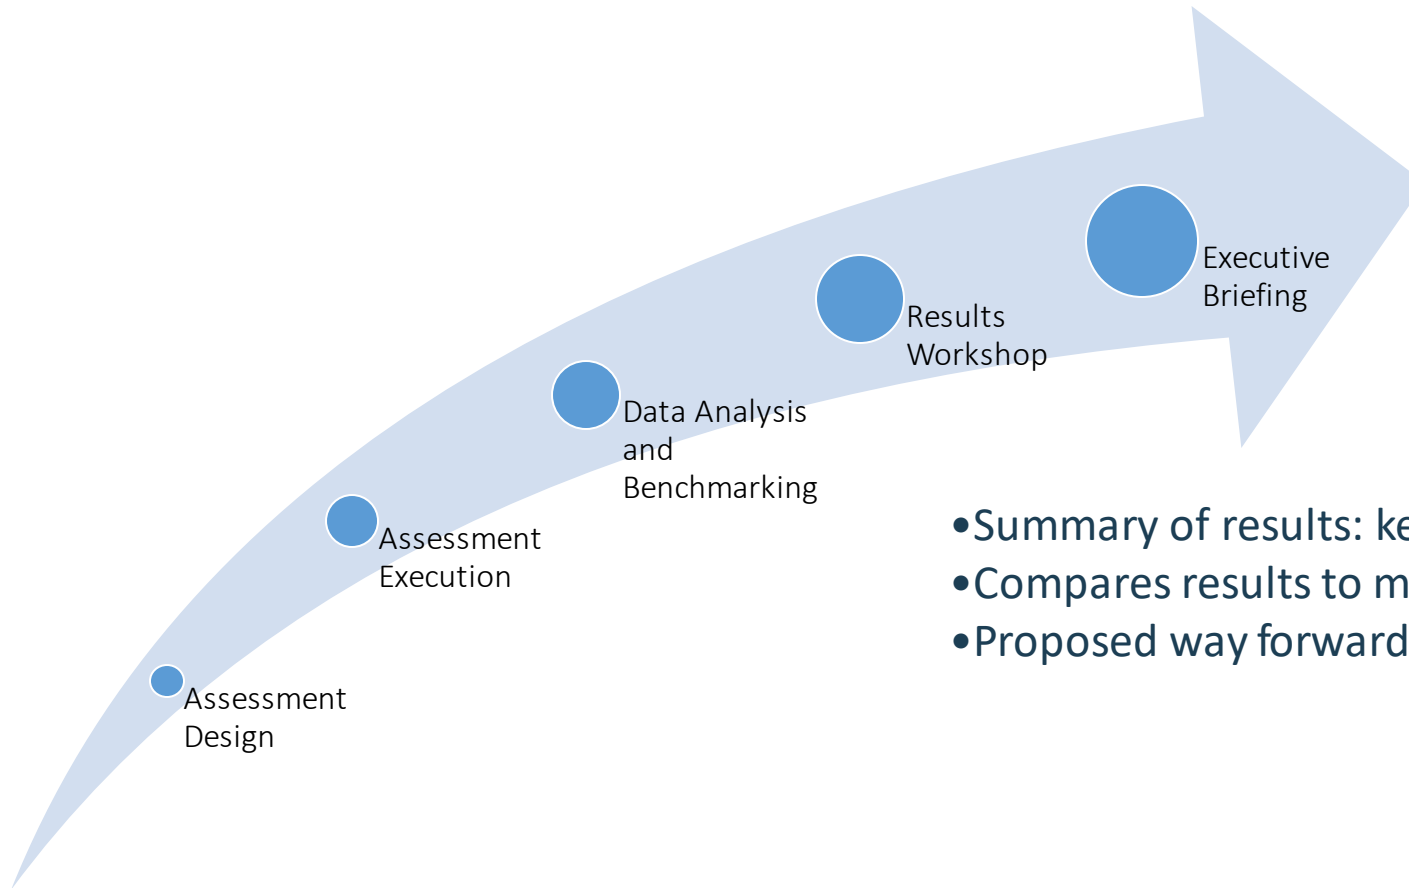 Executive
Briefing
Results
Workshop
Data Analysis
and
Benchmarking
Assessment
Execution
Assessment
Design
•Summary of results:
•Compares results to
•Proposed way forward